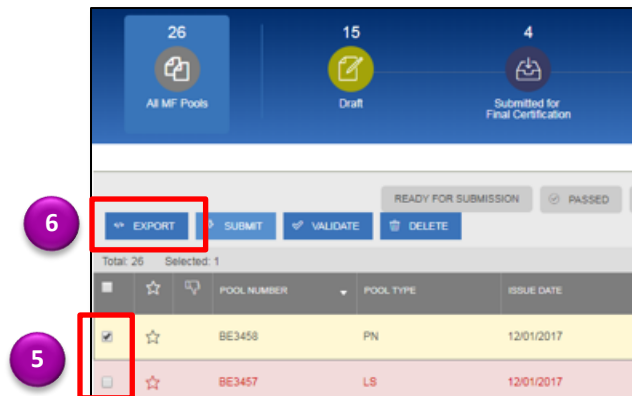 26
15
4
All MF Pools
Draft
Submitted for
Final Certification
READY FOR SUBMISSION
PASSED
6
EXPORT
SUBMIT
VALIDATE
DELETE
Total: 26 Selected: 1
POOL NUMBER
POOL TYPE
ISSUE DATE
BE3458
PN
12/01/2017
5
BE3457
LS
12/01/2017